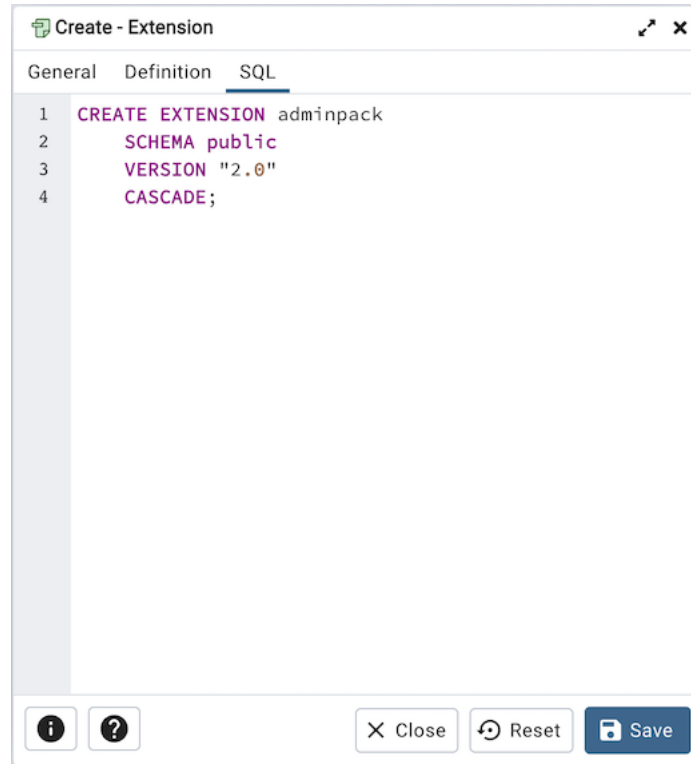 Create - Extension
General Definition SQL
1 CREATE EXTENSION adminpack
2 SCHEMA public
3 VERSION "2.0"
4 CASCADE;
Close Reset Save